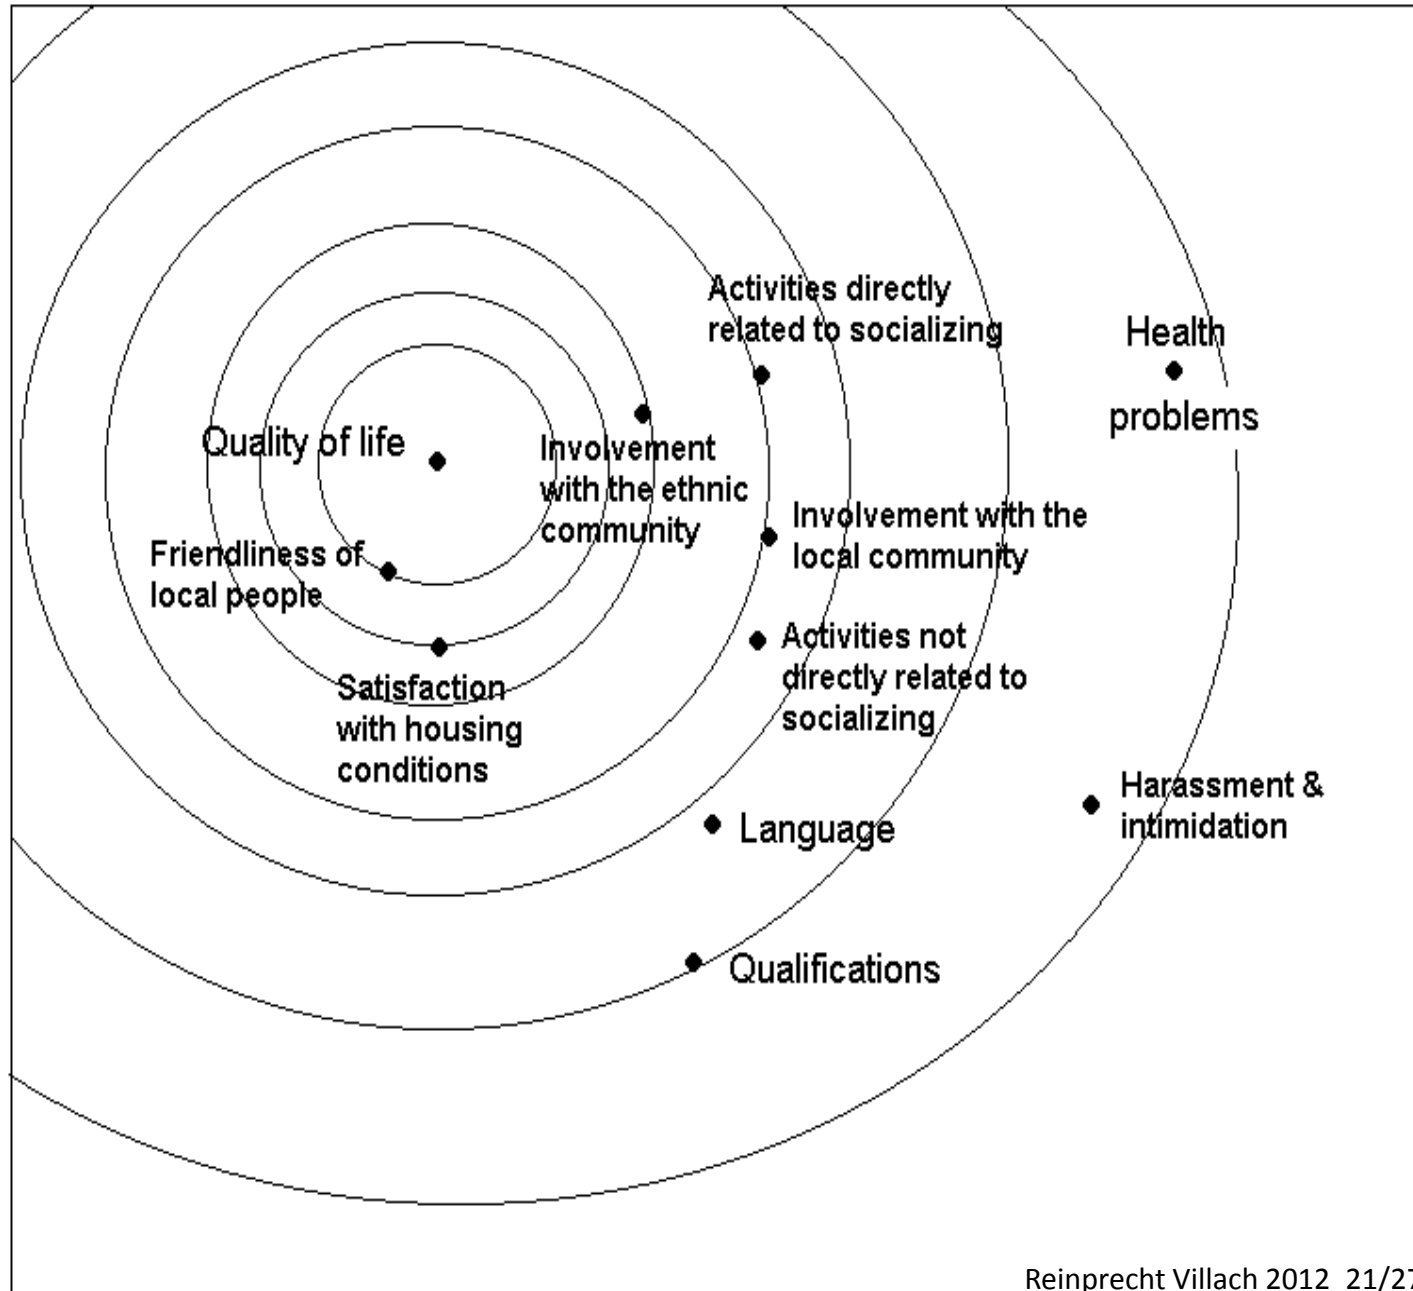 Activities directly
related to socializing
Health
problems
Quality of life
Involvement
with the ethnic
community
Involvement with the
local community
Friendliness of
local people
Activities not
directly related to
socializing
Satisfaction
with housing
conditions
Harassment &
intimidation
Language
Qualifications
Reinprecht Villach 2012 21/27